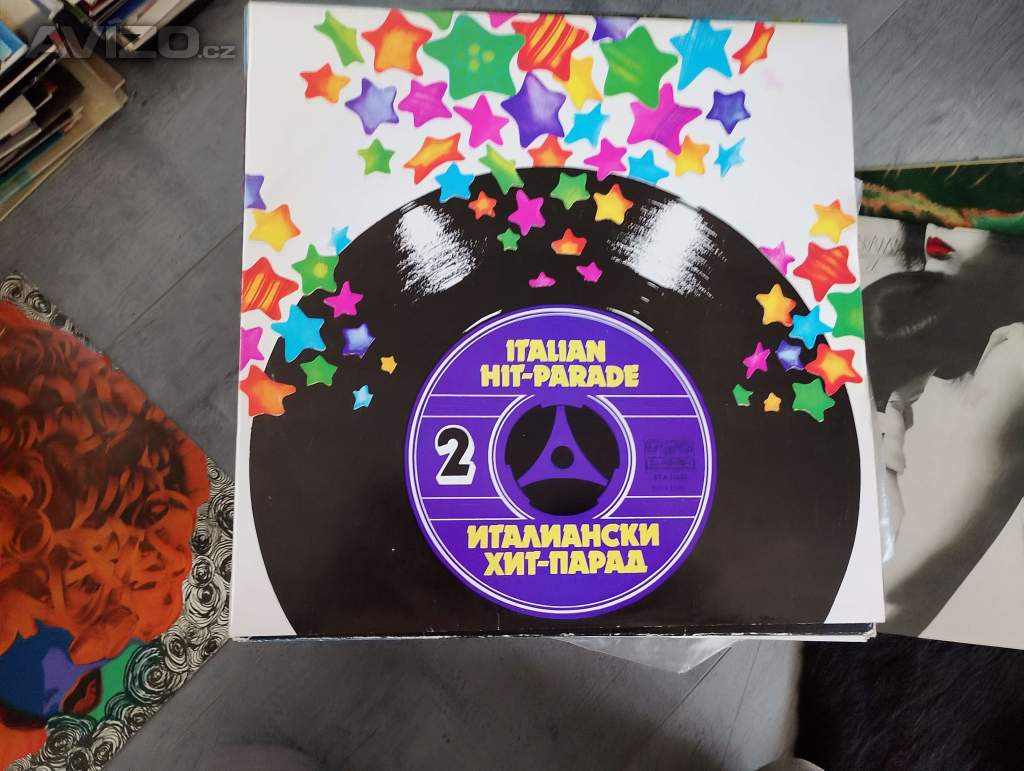 AVIZO.cz
ITALIAN
HIT-PARADE
2
ИТАЛИАНСКИ
ХИТ-ПАРАД